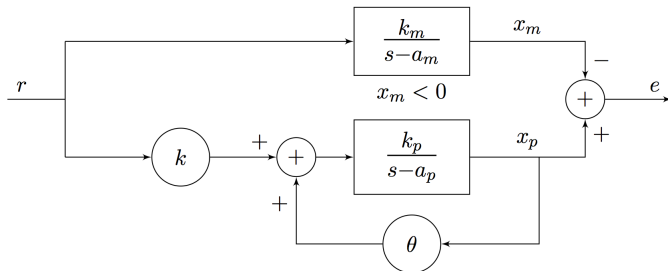 k_m
s−a_m
x_m
r
x_m < 0
−
+
e
+
k
+
+
k_p
s−a_p
x_p
+
+
θ